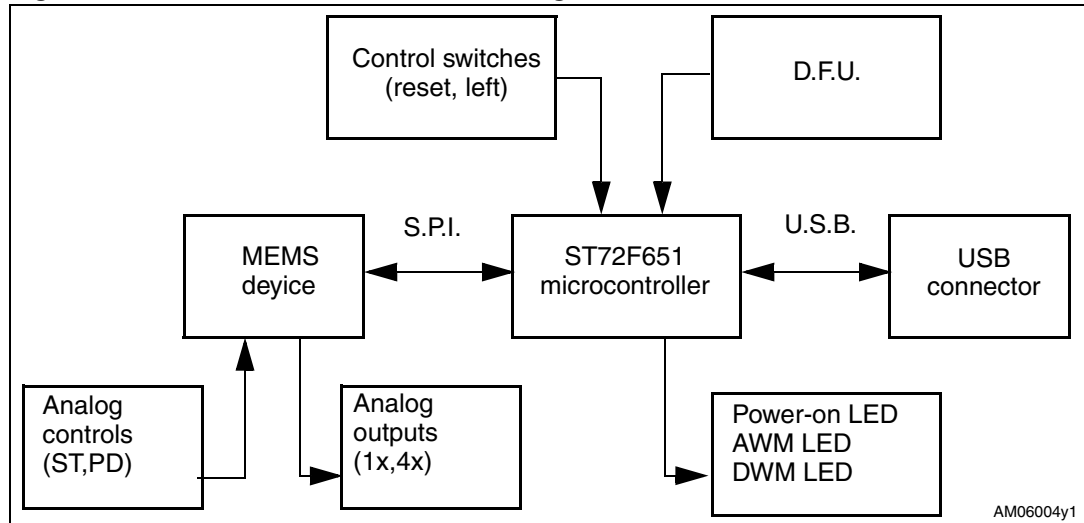 Control switches
(reset, left)
D.F.U.
S.P.I.
U.S.B.
MEMS
deyice
ST72F651
microcontroller
USB
connector
Analog
controls
(ST,PD)
Analog
outputs
(1x,4x)
Power-on LED
AWM LED
DWM LED
AM06004y1